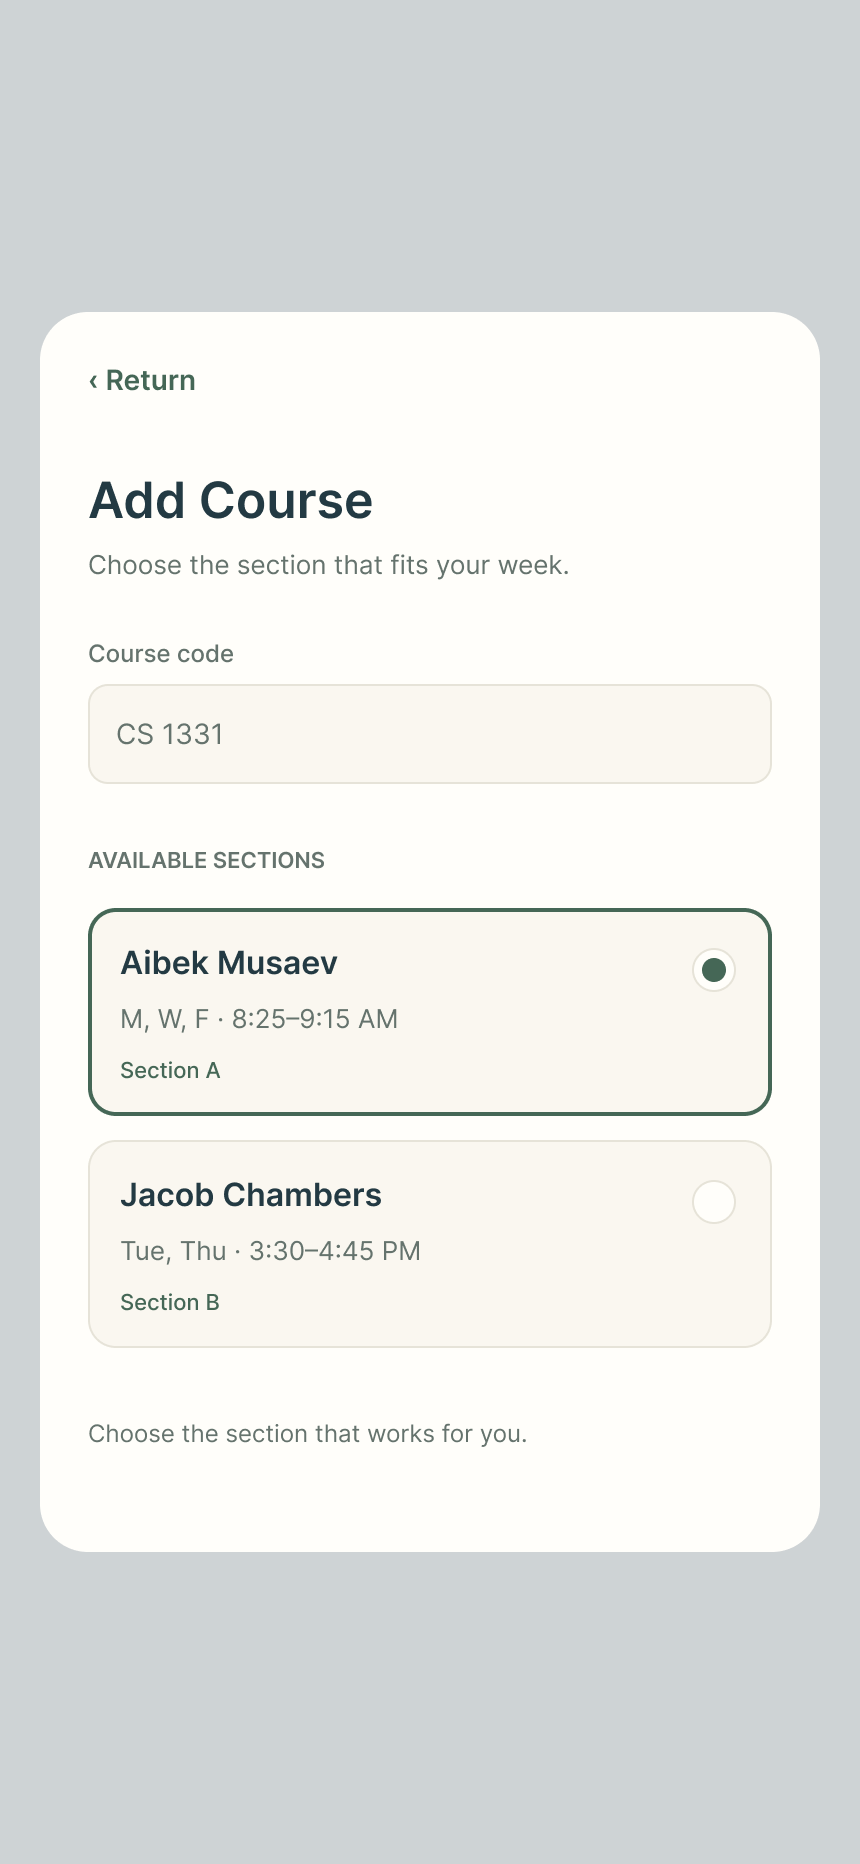 ‹ Return
Add Course
Choose the section that fits your week.
Course code
CS 1331
AVAILABLE SECTIONS
Aibek Musaev
M, W, F · 8:25–9:15 AM
Section A
Jacob Chambers
Tue, Thu · 3:30–4:45 PM
Section B
Choose the section that works for you.